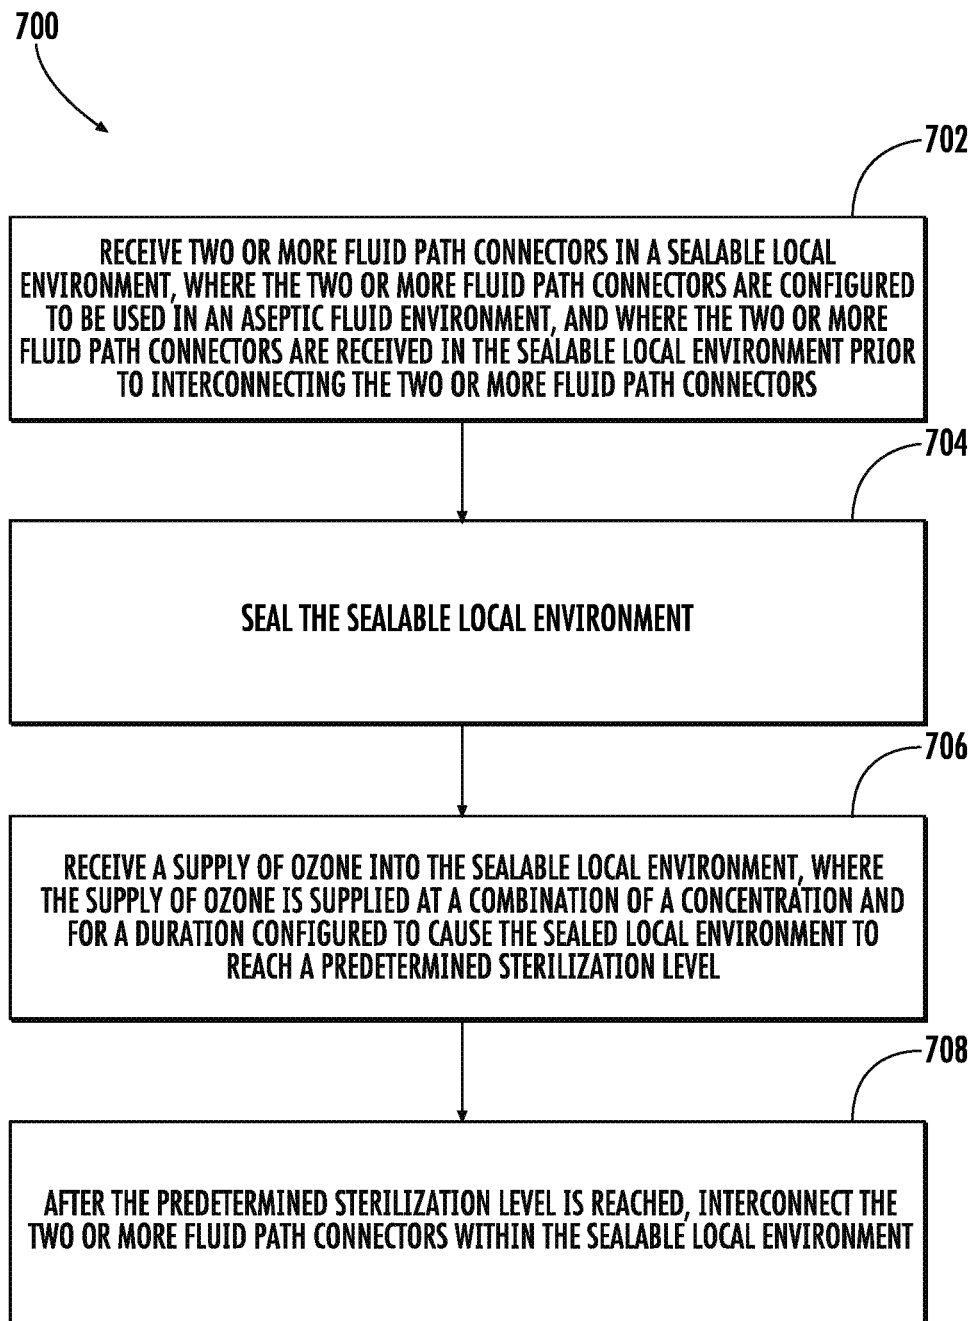 700
702
RECEIVE TWO OR MORE FLUID PATH CONNECTORS IN A SEALABLE LOCAL
ENVIRONMENT, WHERE THE TWO OR MORE FLUID PATH CONNECTORS ARE CONFIGURED
TO BE USED IN AN ASEPTIC FLUID ENVIRONMENT, AND WHERE THE TWO OR MORE
FLUID PATH CONNECTORS ARE RECEIVED IN THE SEALABLE LOCAL ENVIRONMENT PRIOR
TO INTERCONNECTING THE TWO OR MORE FLUID PATH CONNECTORS
704
SEAL THE SEALABLE LOCAL ENVIRONMENT
706
RECEIVE A SUPPLY OF OZONE INTO THE SEALABLE LOCAL ENVIRONMENT, WHERE
THE SUPPLY OF OZONE IS SUPPLIED AT A COMBINATION OF A CONCENTRATION AND
FOR A DURATION CONFIGURED TO CAUSE THE SEALED LOCAL ENVIRONMENT TO
REACH A PREDETERMINED STERILIZATION LEVEL
708
AFTER THE PREDETERMINED STERILIZATION LEVEL IS REACHED, INTERCONNECT THE
TWO OR MORE FLUID PATH CONNECTORS WITHIN THE SEALABLE LOCAL ENVIRONMENT